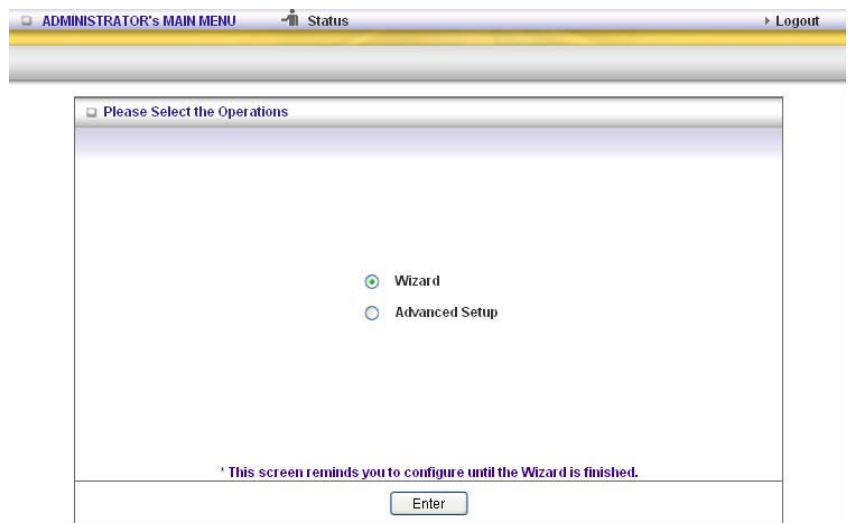 ADMINISTRATOR's MAIN MENU Status Logout
Please Select the Operations
Wizard
Advanced Setup
* This screen reminds you to configure until the Wizard is finished.
Enter